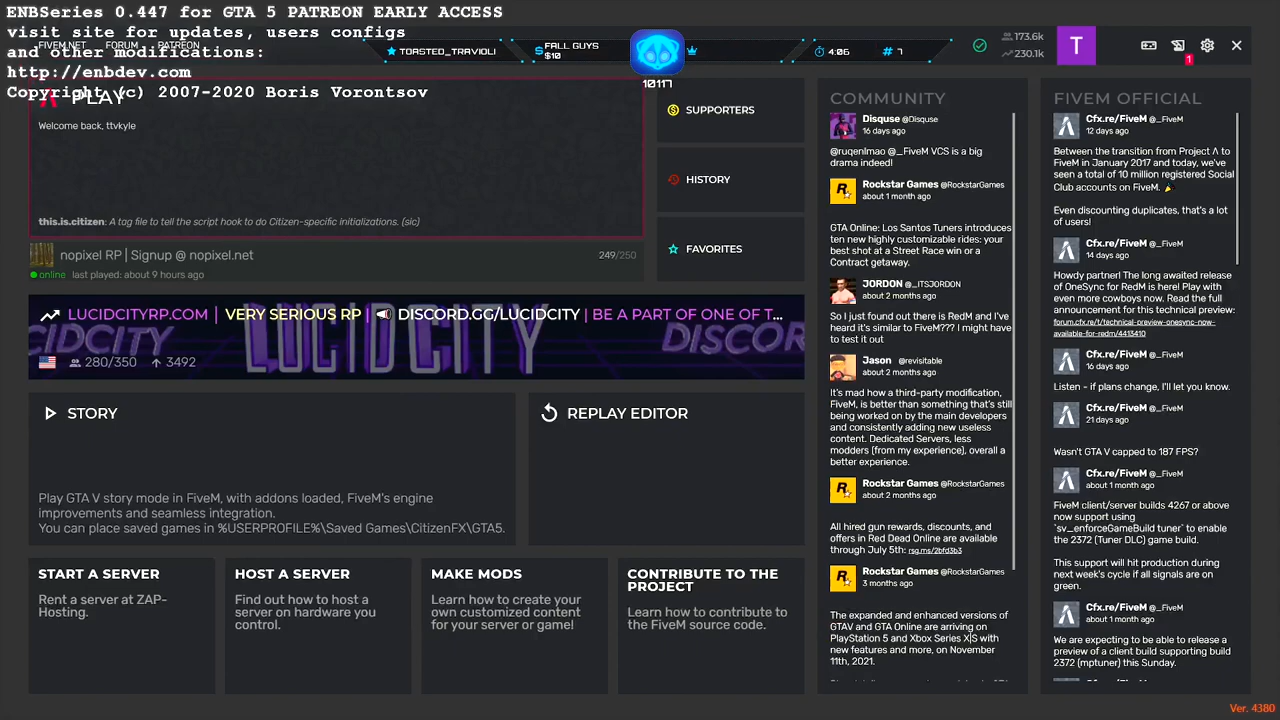 ENBSeries 0.447 for GTA 5 PATREON EARLY ACCESS
visit site for updates, users configs
and other modifications:
http://enbdev.com
Copyright (c) 2007-2020 Boris Vorontsov
FIVEM.NET FORUM PATREON
TOASTED_TRAVIOLI
FALL GUYS
$10
10117
4:06
# 7
173.6k
230.1k
T
1
PLAY
Welcome back, ttvkyle
this.is.citizen: A tag file to tell the script hook to do Citizen-specific initializations. (sic)
nopixel RP | Signup @ nopixel.net
249/250
online last played: about 9 hours ago
SUPPORTERS
HISTORY
FAVORITES
LUCIDCITYRP.COM | VERY SERIOUS RP | DISCORD.GG/LUCIDCITY | BE A PART OF ONE OF T...
CIDCITY LUCIDCITY DISCOR
280/350 3492
STORY
Play GTA V story mode in FiveM, with addons loaded, FiveM's engine
improvements and seamless integration.
You can place saved games in %USERPROFILE%\Saved Games\CitizenFX\GTA5.
REPLAY EDITOR
START A SERVER
Rent a server at ZAP-
Hosting.
HOST A SERVER
Find out how to host a
server on hardware you
control.
MAKE MODS
Learn how to create your
own customized content
for your server or game!
CONTRIBUTE TO THE
PROJECT
Learn how to contribute to
the FiveM source code.
COMMUNITY
Disquse @Disquse
16 days ago
@ruqenlmao @_FiveM VCS is a big
drama indeed!
Rockstar Games @RockstarGames
about 1 month ago
GTA Online: Los Santos Tuners introduces
ten new highly customizable rides: your
best shot at a Street Race win or a
Contract getaway.
JORDON @_ITSJORDON
about 2 months ago
So I just found out there is RedM and I've
heard it's similar to FiveM??? I might have
to test it out
Jason @revisitable
about 2 months ago
It's mad how a third-party modification,
FiveM, is better than something that's still
being worked on by the main developers
and consistently adding new useless
content. Dedicated Servers, less
modders (from my experience), overall a
better experience.
Rockstar Games @RockstarGames
about 2 months ago
All hired gun rewards, discounts, and
offers in Red Dead Online are available
through July 5th: rsg.ms/2bfd3b3
Rockstar Games @RockstarGames
3 months ago
The expanded and enhanced versions of
GTAV and GTA Online are arriving on
PlayStation 5 and Xbox Series X|S with
new features and more, on November
11th, 2021.
FIVEM OFFICIAL
Cfx.re/FiveM @_FiveM
12 days ago
Between the transition from Project Λ to
FiveM in January 2017 and today, we've
seen a total of 10 million registered Social
Club accounts on FiveM. 🎉
Even discounting duplicates, that's a lot
of users!
Cfx.re/FiveM @_FiveM
14 days ago
Howdy partner! The long awaited release
of OneSync for RedM is here! Play with
even more cowboys now. Read the full
announcement for this technical preview:
forum.cfx.re/t/technical-preview-onesync-now-
available-for-redm/4413410
Cfx.re/FiveM @_FiveM
16 days ago
Listen - if plans change, I'll let you know.
Cfx.re/FiveM @_FiveM
21 days ago
Wasn't GTA V capped to 187 FPS?
Cfx.re/FiveM @_FiveM
about 1 month ago
FiveM client/server builds 4267 or above
now support using
`sv_enforceGameBuild tuner` to enable
the 2372 (Tuner DLC) game build.
This support will hit production during
next week's cycle if all signals are on
green.
Cfx.re/FiveM @_FiveM
about 1 month ago
We are expecting to be able to release a
preview of a client build supporting build
2372 (mptuner) this Sunday.
Ver. 4380